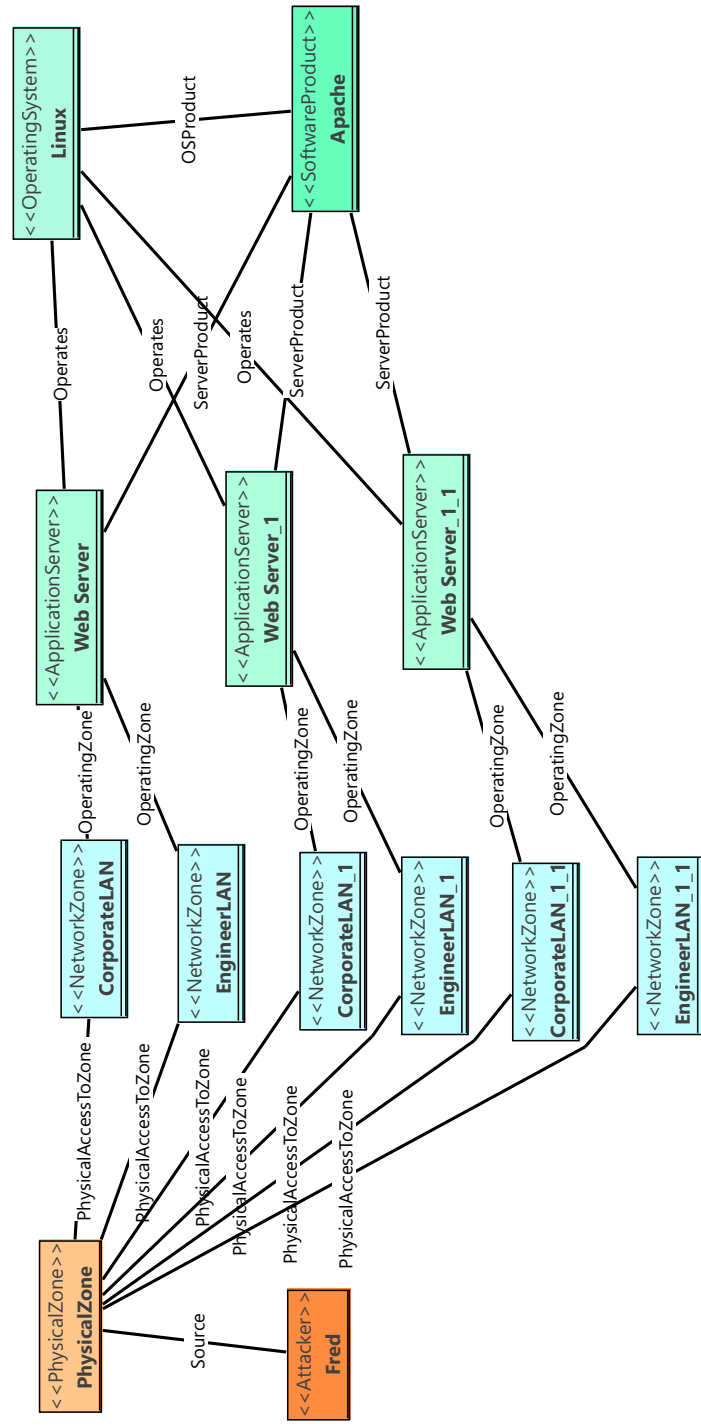 <<PhysicalZone>>
PhysicalZone
<<Attacker>>
Fred
Source
PhysicalAccessToZone
PhysicalAccessToZone
PhysicalAccessToZone
PhysicalAccessToZone
PhysicalAccessToZone
PhysicalAccessToZone
<<NetworkZone>>
CorporateLAN
<<NetworkZone>>
EngineerLAN
<<NetworkZone>>
CorporateLAN_1
<<NetworkZone>>
EngineerLAN_1
<<NetworkZone>>
CorporateLAN_1_1
<<NetworkZone>>
EngineerLAN_1_1
OperatingZone
OperatingZone
OperatingZone
OperatingZone
OperatingZone
OperatingZone
<<ApplicationServer>>
Web Server
<<ApplicationServer>>
Web Server_1
<<ApplicationServer>>
Web Server_1_1
Operates
Operates
ServerProduct
Operates
ServerProduct
ServerProduct
<<OperatingSystem>>
Linux
OSProduct
<<SoftwareProduct>>
Apache